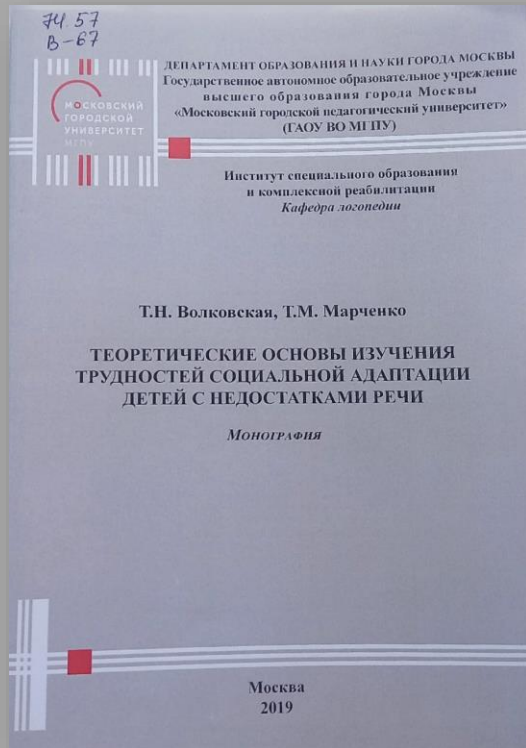 74.57
В-67
МОСКОВСКИЙ
ГОРОДСКОЙ
УНИВЕРСИТЕТ
МГПУ
ДЕПАРТАМЕНТ ОБРАЗОВАНИЯ И НАУКИ ГОРОДА МОСКВЫ
Государственное автономное образовательное учреждение
высшего образования города Москвы
«Московский городской педагогический университет»
(ГАОУ ВО МГПУ)
Институт специального образования
и комплексной реабилитации
Кафедра логопедии
Т.Н. Волковская, Т.М. Марченко
ТЕОРЕТИЧЕСКИЕ ОСНОВЫ ИЗУЧЕНИЯ
ТРУДНОСТЕЙ СОЦИАЛЬНОЙ АДАПТАЦИИ
ДЕТЕЙ С НЕДОСТАТКАМИ РЕЧИ
МОНОГРАФИЯ
Москва
2019